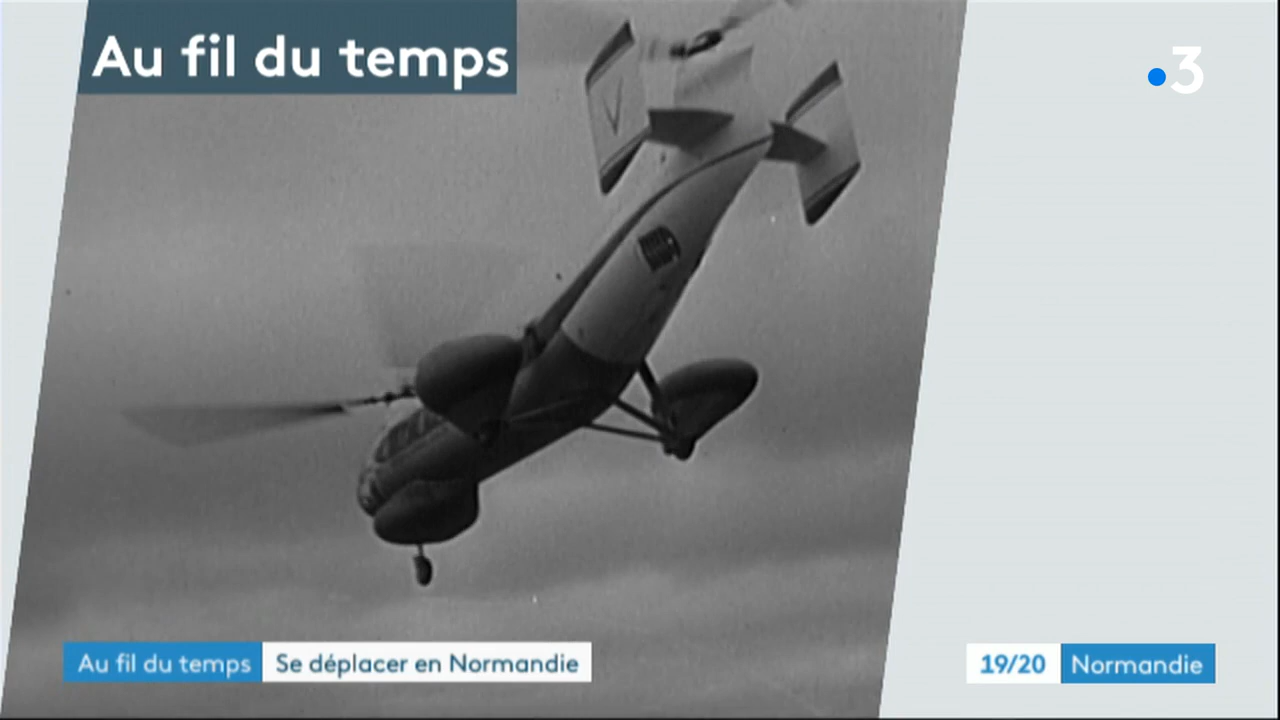 Au fil du temps
3
Au fil du temps Se déplacer en Normandie
19/20 Normandie